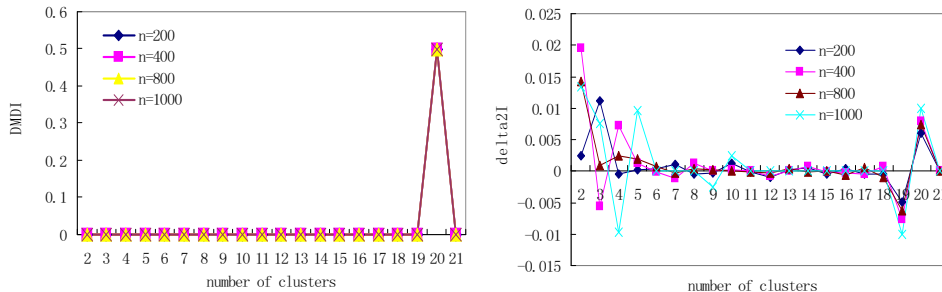 0.6
0.5
0.4
0.3
0.2
0.1
0
DMDI
n=200
n=400
n=800
n=1000
2 3 4 5 6 7 8 9 10 11 12 13 14 15 16 17 18 19 20 21
number of clusters
0.025
0.02
0.015
0.01
0.005
0
-0.005
-0.01
-0.015
delta2I
n=200
n=400
n=800
n=1000
2 3 4 5 6 7 8 9 10 11 12 13 14 15 16 17 18 19 20 2
number of clusters